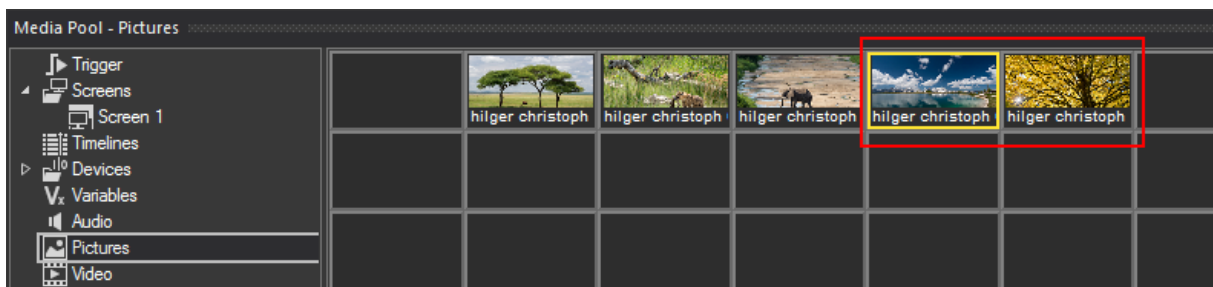 Media Pool - Pictures
Trigger
Screens
Screen 1
Timelines
Devices
Vx Variables
Audio
Pictures
Video
hilger christoph
hilger christoph
hilger christoph
hilger christoph
hilger christoph